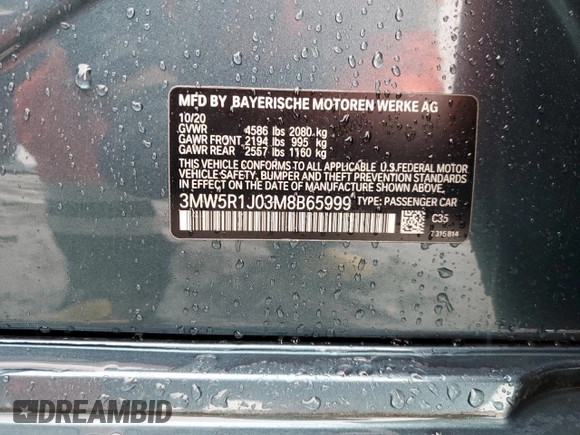 MFD BY BAYERISCHE MOTOREN WERKE AG
10/20
GVWR 4586 lbs 2080 kg
GAWR FRONT 2194 lbs 995 kg
GAWR REAR 2557 lbs 1160 kg
THIS VEHICLE CONFORMS TO ALL APPLICABLE U.S.FEDERAL MOTOR
VEHICLE SAFETY, BUMPER AND THEFT PREVENTION STANDARDS IN
EFFECT ON THE DATE OF MANUFACTURE SHOWN ABOVE.
3MW5R1J03M8B65999 TYPE: PASSENGER CAR
C35
7316814
DREAMBID